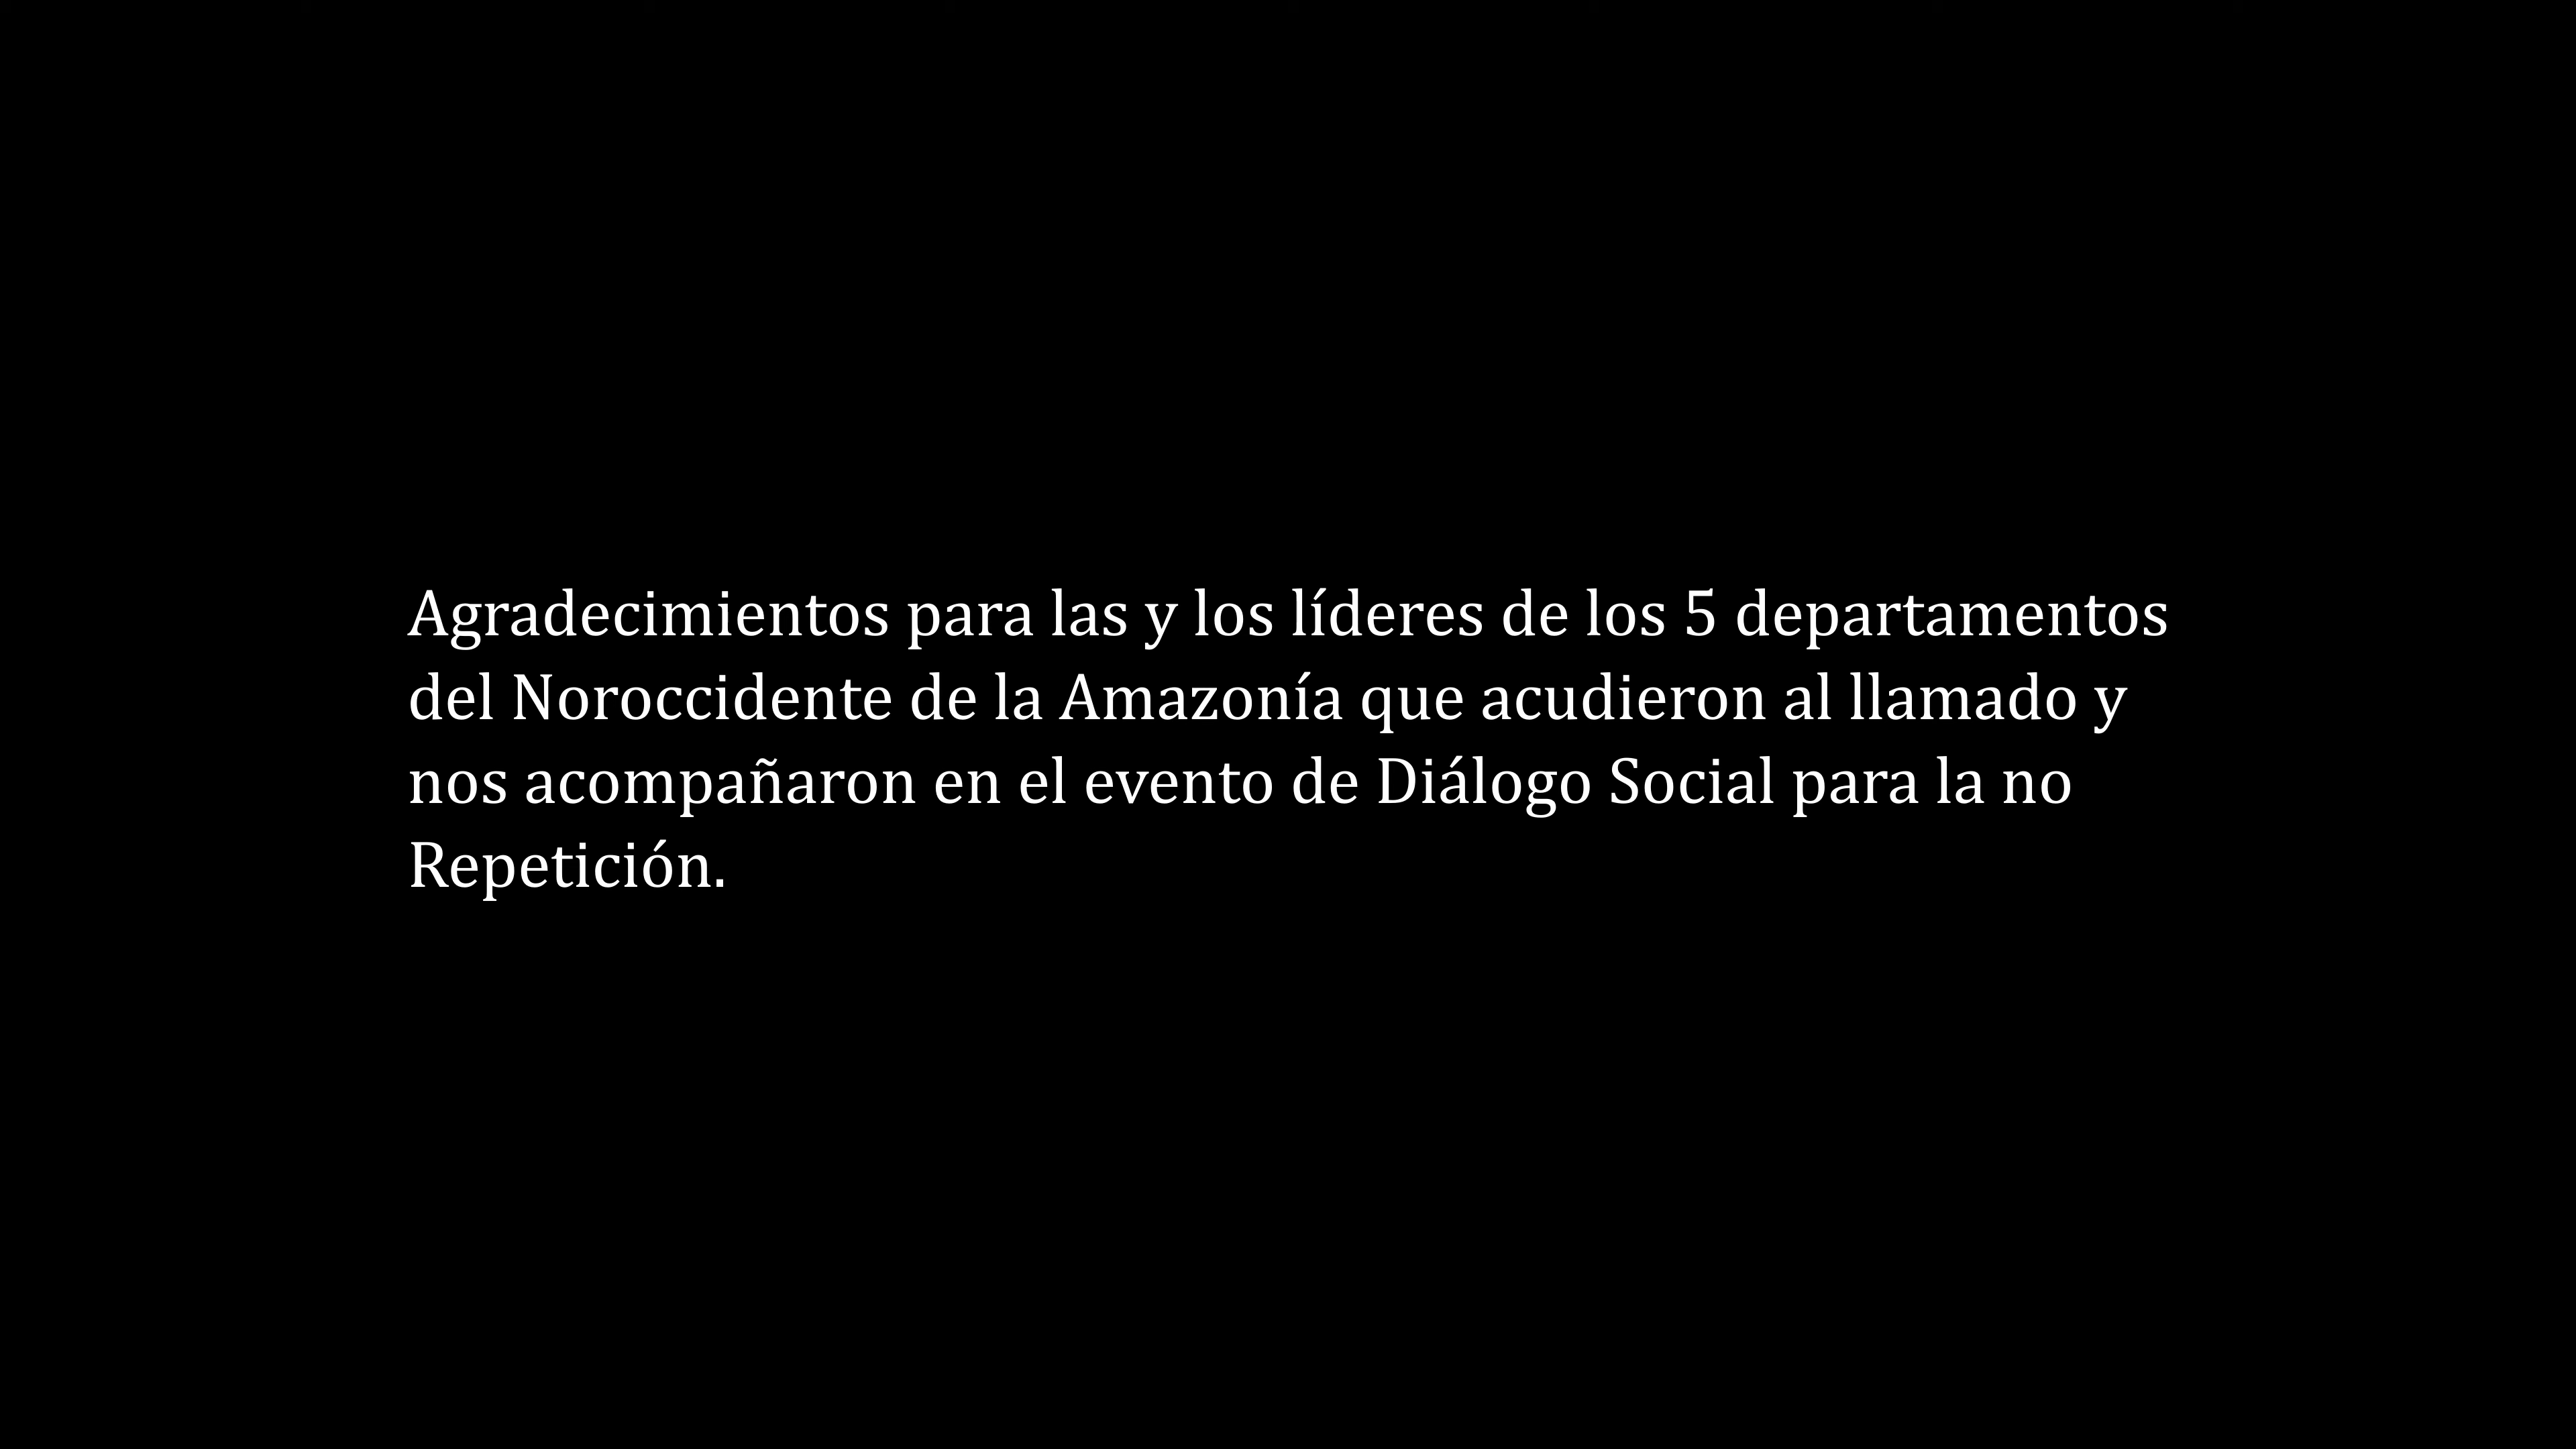 Agradecimientos para las y los líderes de los 5 departamentos
del Noroccidente de la Amazonía que acudieron al llamado y
nos acompañaron en el evento de Diálogo Social para la no
Repetición.